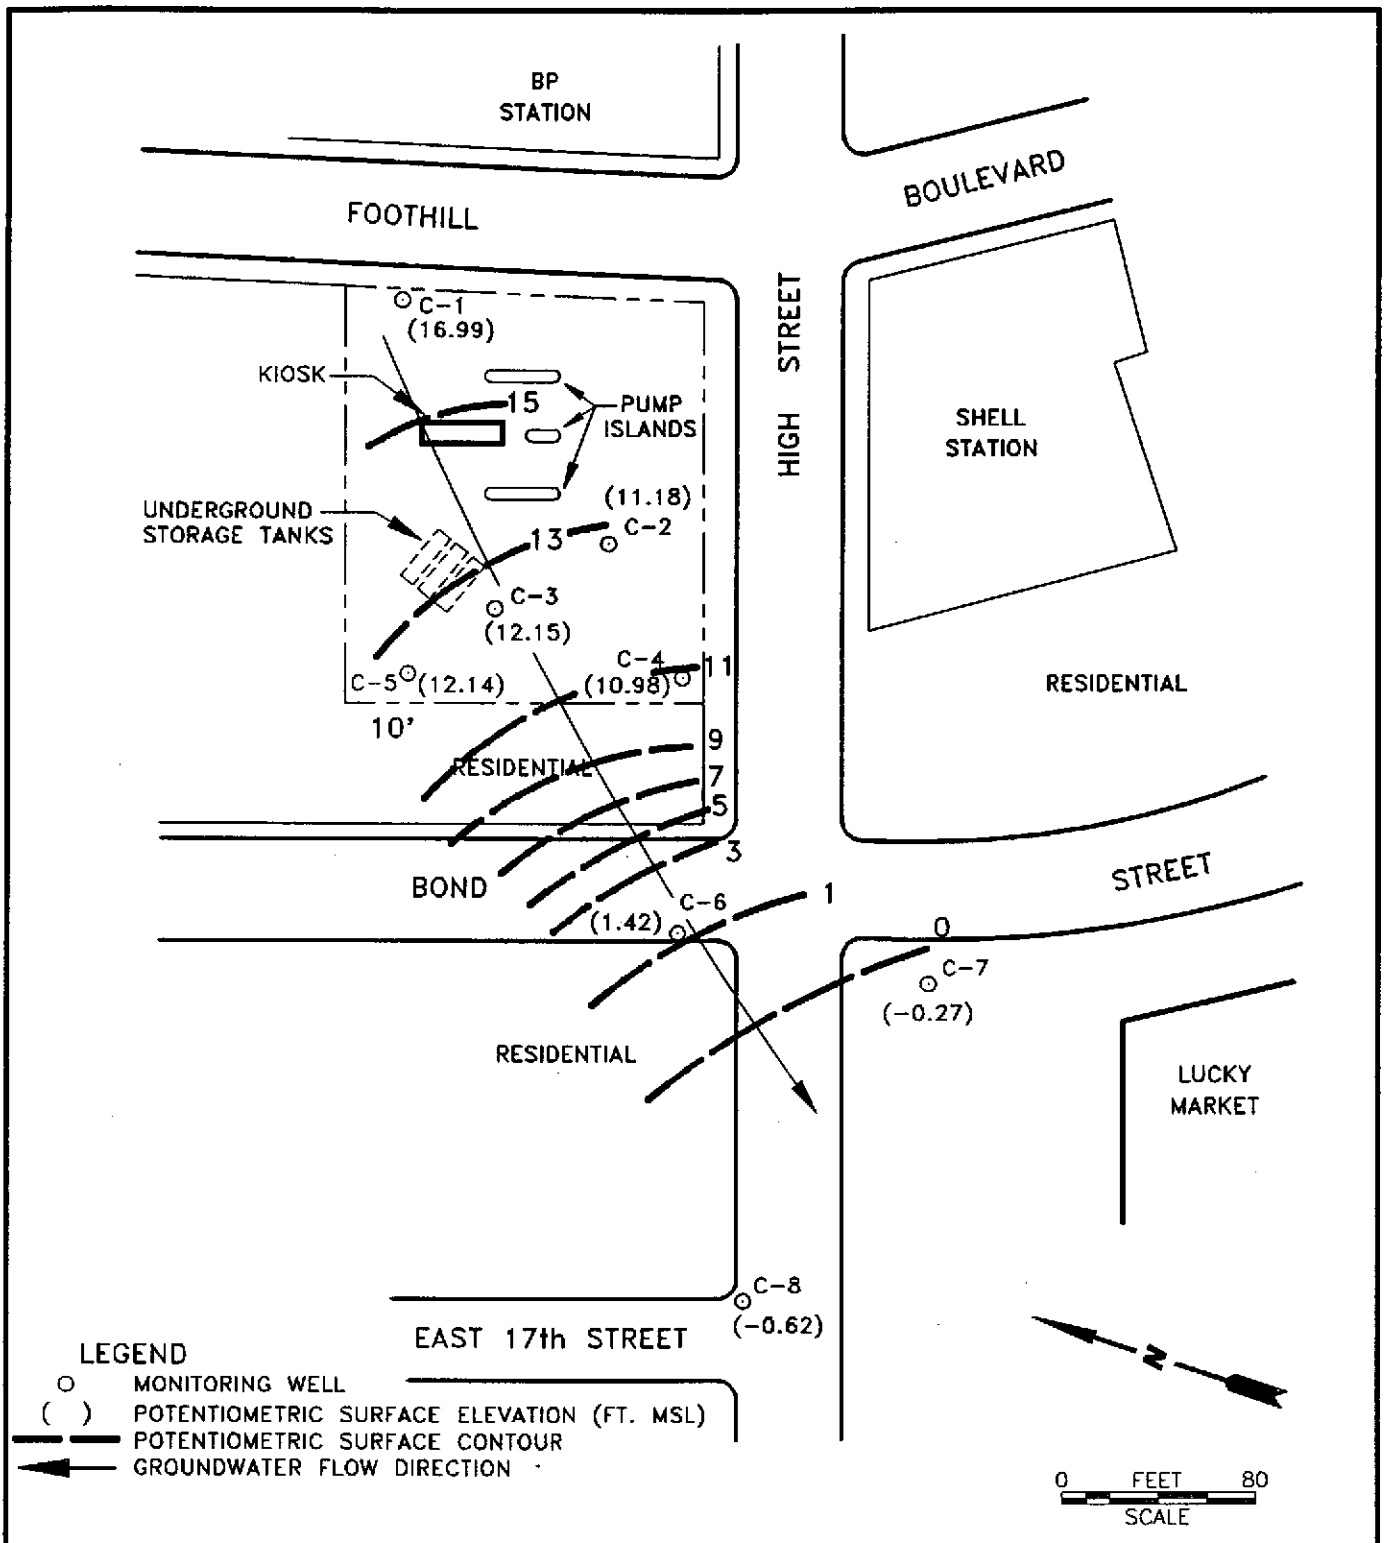 BP
STATION
BOULEVARD
FOOTHILL
C-1
(16.99)
HIGH STREET
KIOSK
15
PUMP
ISLANDS
SHELL
STATION
(11.18)
UNDERGROUND
STORAGE TANKS
13
C-2
C-3
(12.15)
C-4
11
C-5
(12.14)
(10.98)
RESIDENTIAL
10'
9
RESIDENTIAL
7
5
3
BOND
STREET
C-6
1
(1.42)
0
C-7
(-0.27)
RESIDENTIAL
LUCKY
MARKET
C-8
(-0.62)
EAST 17th STREET
N
LEGEND
MONITORING WELL
( ) POTENTIOMETRIC SURFACE ELEVATION (FT. MSL)
POTENTIOMETRIC SURFACE CONTOUR
GROUNDWATER FLOW DIRECTION
0 FEET 80
SCALE